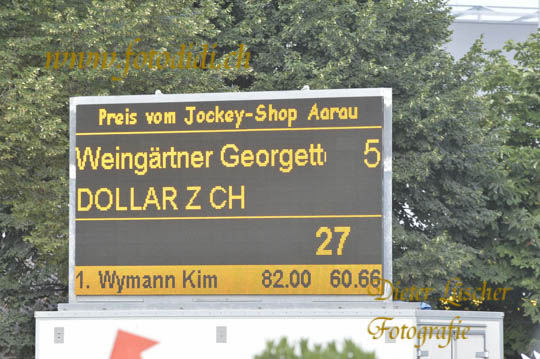 www.fotodidi.ch
Preis vom Jockey-Shop Aarau
Weingärtner Georgett 5
DOLLAR Z CH
27
1. Wymann Kim 82.00 60.66
Dieter Lüscher
Fotografie